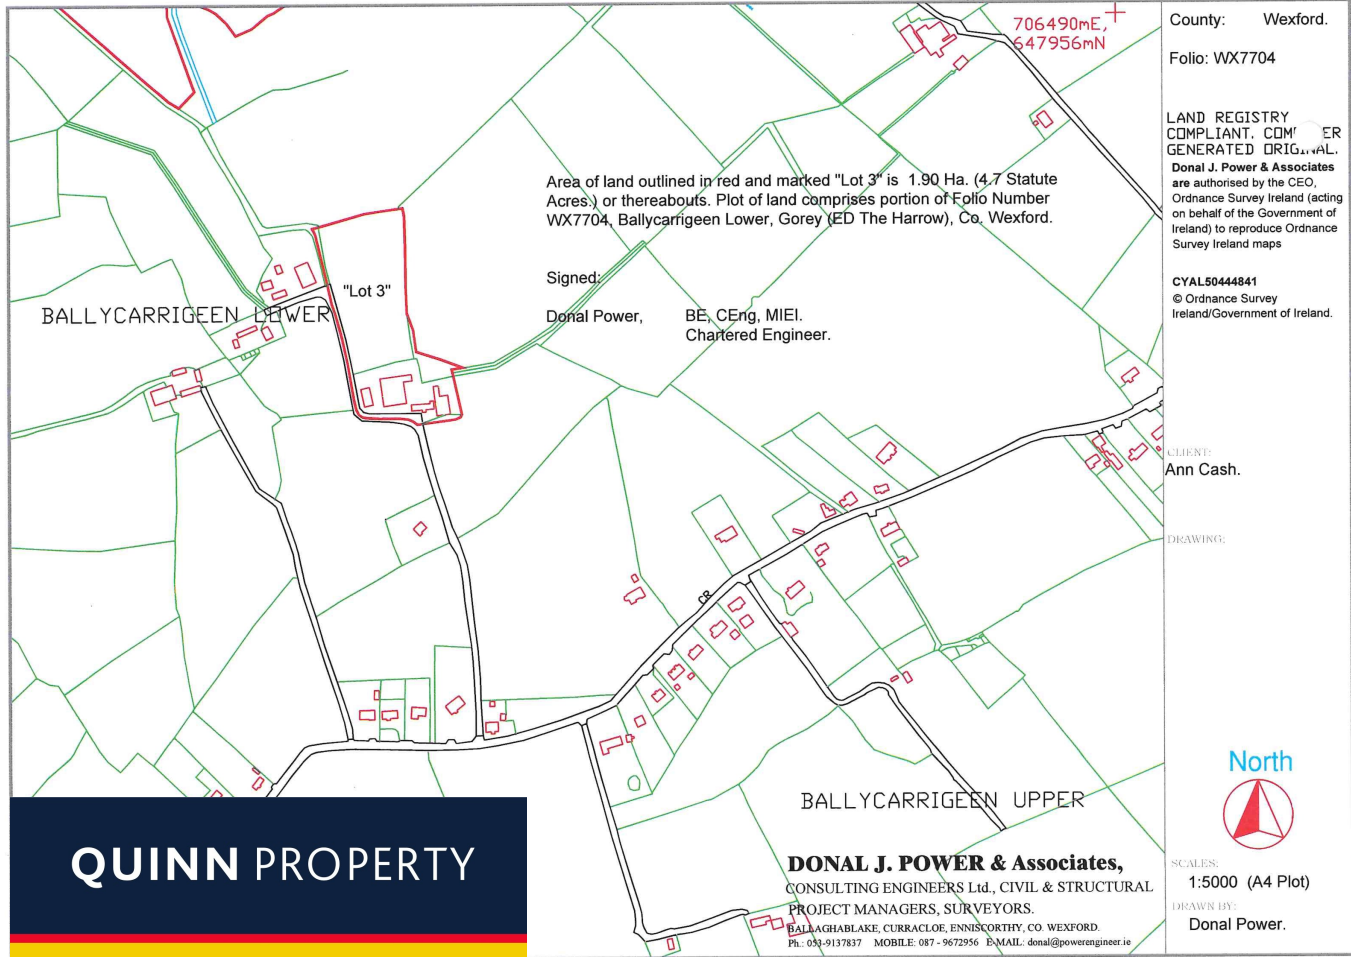 706490mE,
647956mN
County: Wexford.
Folio: WX7704
LAND REGISTRY
COMPLIANT. ER
GENERATED ORIGINAL.
Donal J. Power & Associates
are authorised by the CEO,
Ordnance Survey Ireland (acting
on behalf of the Government of
Ireland) to reproduce Ordnance
Survey Ireland maps
CYAL50444841
© Ordnance Survey
Ireland/Government of Ireland.
Area of land outlined in red and marked "Lot 3" is 1.90 Ha. (4.7 Statute
Acres.) or thereabouts. Plot of land comprises portion of Folio Number
WX7704, Ballycarrigeen Lower, Gorey (ED The Harrow), Co. Wexford.
Signed:
Donal Power, BE, CEng, MIEI.
Chartered Engineer.
"Lot 3"
BALLYCARRIGEEN LOWER
CLIENT:
Ann Cash.
DRAWING:
CR
North
BALLYCARRIGEEN UPPER
QUINN PROPERTY
DONAL J. POWER & Associates,
CONSULTING ENGINEERS Ltd., CIVIL & STRUCTURAL
PROJECT MANAGERS, SURVEYORS.
BALLAGHABLAKE, CURRACLOE, ENNISCORTHY, CO. WEXFORD.
Ph.: 053-9137837 MOBILE: 087 - 9672956 E-MAIL: donal@powerengineer.ie
SCALES:
1:5000 (A4 Plot)
DRAWN BY:
Donal Power.